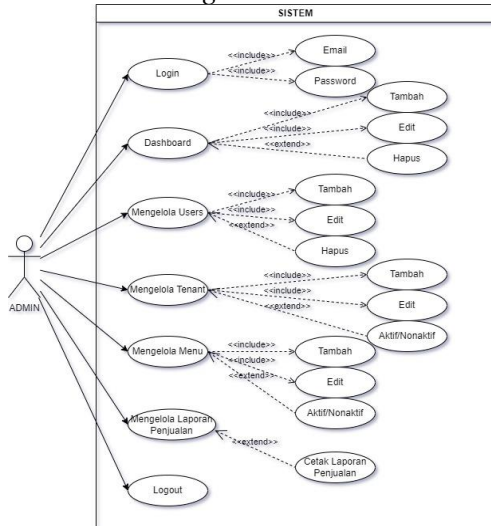 SISTEM
Login
<<include>>
<<include>>
Email
Password
Dashboard
<<include>>
<<include>>
<<extend>>
Tambah
Edit
Hapus
Mengelola Users
<<include>>
<<include>>
<<extend>>
Tambah
Edit
Hapus
ADMIN
Mengelola Tenant
<<include>>
<<include>>
<<extend>>
Tambah
Edit
Aktif/Nonaktif
Mengelola Menu
<<include>>
<<include>>
<<extend>>
Tambah
Edit
Aktif/Nonaktif
Mengelola Laporan
Penjualan
<<extend>>
Cetak Laporan
Penjualan
Logout